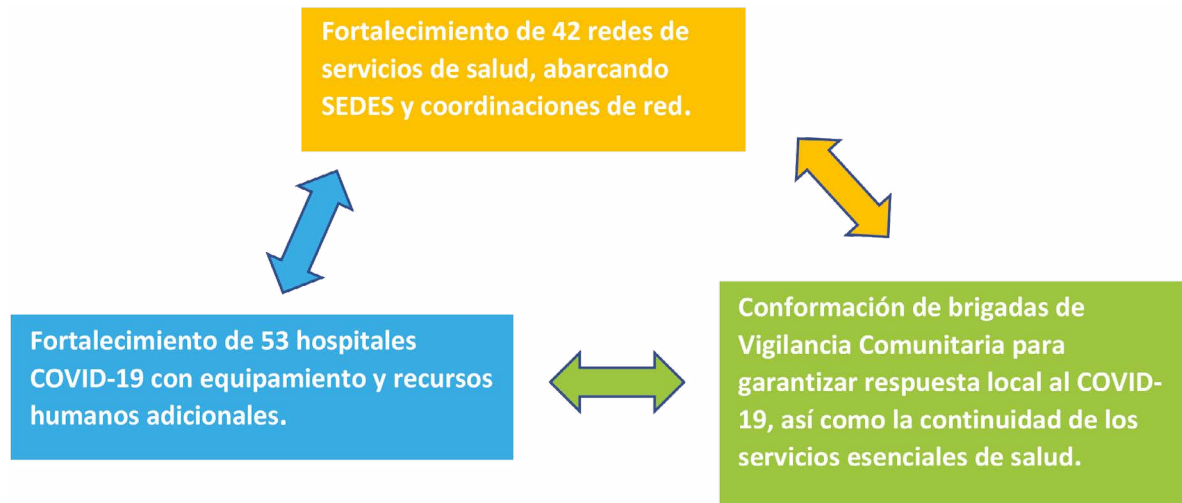 Fortalecimiento de 42 redes de
servicios de salud, abarcando
SEDES y coordinaciones de red.
Fortalecimiento de 53 hospitales
COVID-19 con equipamiento y recursos
humanos adicionales.
Conformación de brigadas de
Vigilancia Comunitaria para
garantizar respuesta local al COVID-
19, así como la continuidad de los
servicios esenciales de salud.